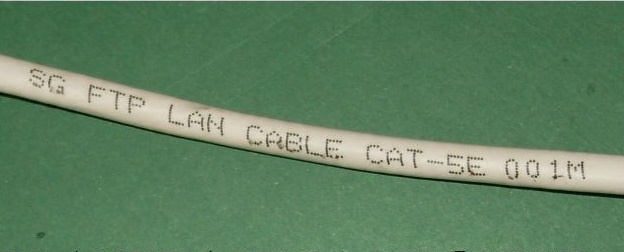 SG FTP LAN CABLE CAT-5E 001M